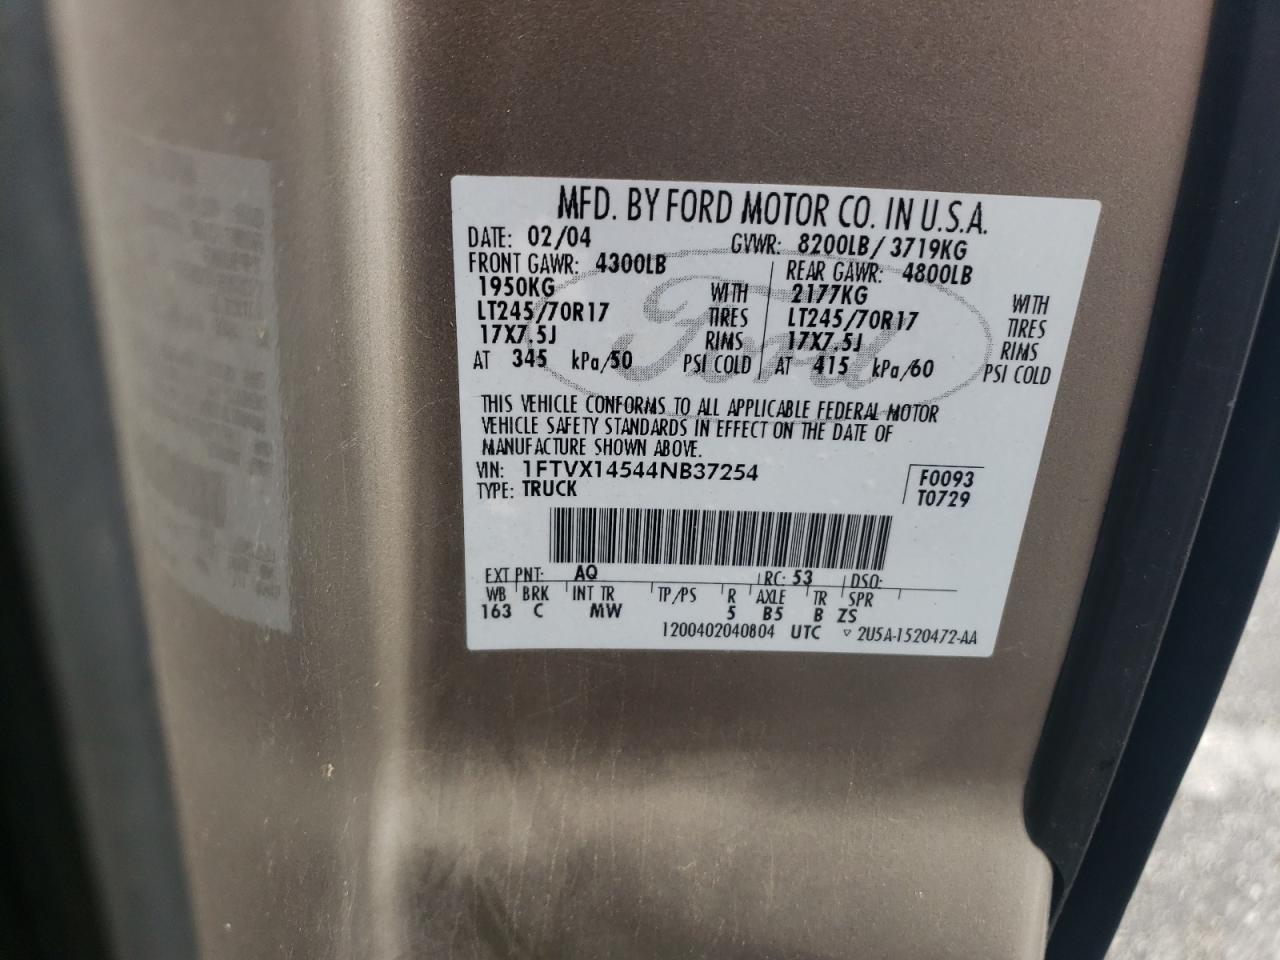 MFD. BY FORD MOTOR CO. IN U.S.A.
DATE: 02/04 GVWR: 8200LB/ 3719KG
FRONT GAWR: 4300LB REAR GAWR: 4800LB
1950KG WITH 2177KG WITH
LT245/70R17 TIRES LT245/70R17 TIRES
17X7.5J RIMS 17X7.5J RIMS
AT 345 kPa/50 PSI COLD AT 415 kPa/60 PSI COLD
Ford
THIS VEHICLE CONFORMS TO ALL APPLICABLE FEDERAL MOTOR
VEHICLE SAFETY STANDARDS IN EFFECT ON THE DATE OF
MANUFACTURE SHOWN ABOVE.
VIN: 1FTVX14544NB37254 F0093
TYPE: TRUCK T0729
EXT PNT: AQ RC: 53 DSO:
WB BRK INT TR TP/PS R AXLE TR SPR
163 C MW 5 B5 B ZS
1200402040804 UTC ▽ 2U5A-1520472-AA